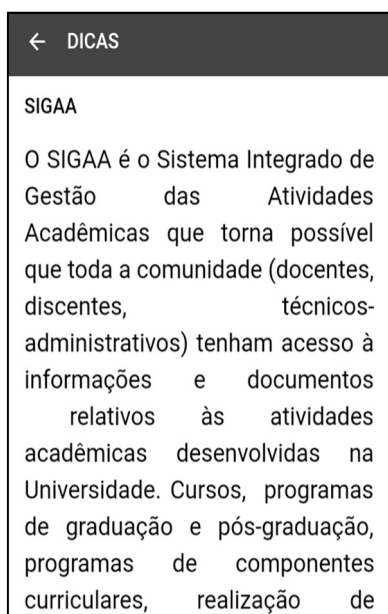 ← DICAS
SIGAA
O SIGAA é o Sistema Integrado de
Gestão das Atividades
Acadêmicas que torna possível
que toda a comunidade (docentes,
discentes, técnicos-
administrativos) tenham acesso à
informações e documentos
relativos às atividades
acadêmicas desenvolvidas na
Universidade. Cursos, programas
de graduação e pós-graduação,
programas de componentes
curriculares, realização de